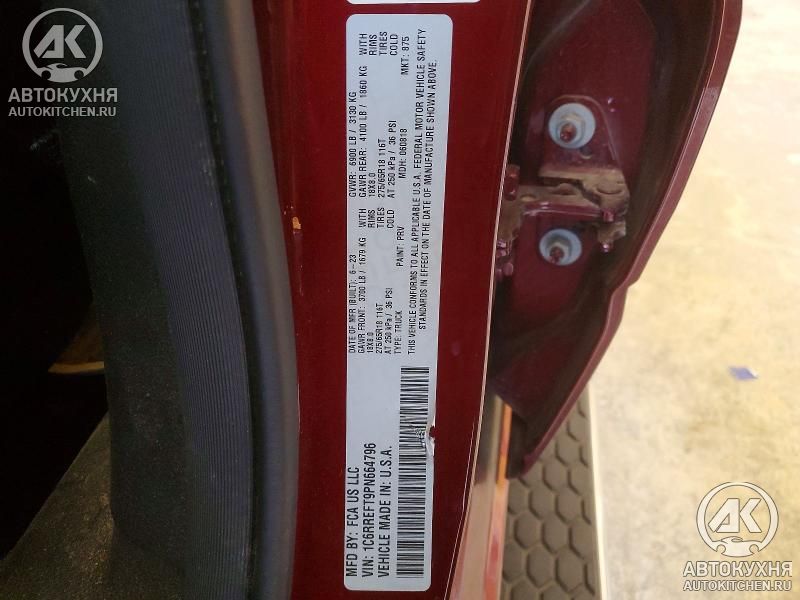 MFD BY: FCA US LLC
DATE OF MFR (BUILT): 6-23
GVWR: 6900 LB / 3130 KG
GAWR FRONT: 3700 LB / 1679 KG WITH
18X8.0 RIMS
275/65R18 116T TIRES
AT 250 kPa / 36 PSI COLD
GAWR REAR: 4100 LB / 1860 KG WITH
18X8.0 RIMS
275/65R18 116T TIRES
AT 250 kPa / 36 PSI COLD
VIN: 1C6RREFT9PN664796
TYPE: TRUCK
PAINT: PRV
MDH: 060818
MKT: 875
VEHICLE MADE IN: U.S.A.
THIS VEHICLE CONFORMS TO ALL APPLICABLE U.S.A. FEDERAL MOTOR VEHICLE SAFETY
STANDARDS IN EFFECT ON THE DATE OF MANUFACTURE SHOWN ABOVE.
АК
АВТОКУХНЯ
AUTOKITCHEN.RU
АК
АВТОКУХНЯ
AUTOKITCHEN.RU